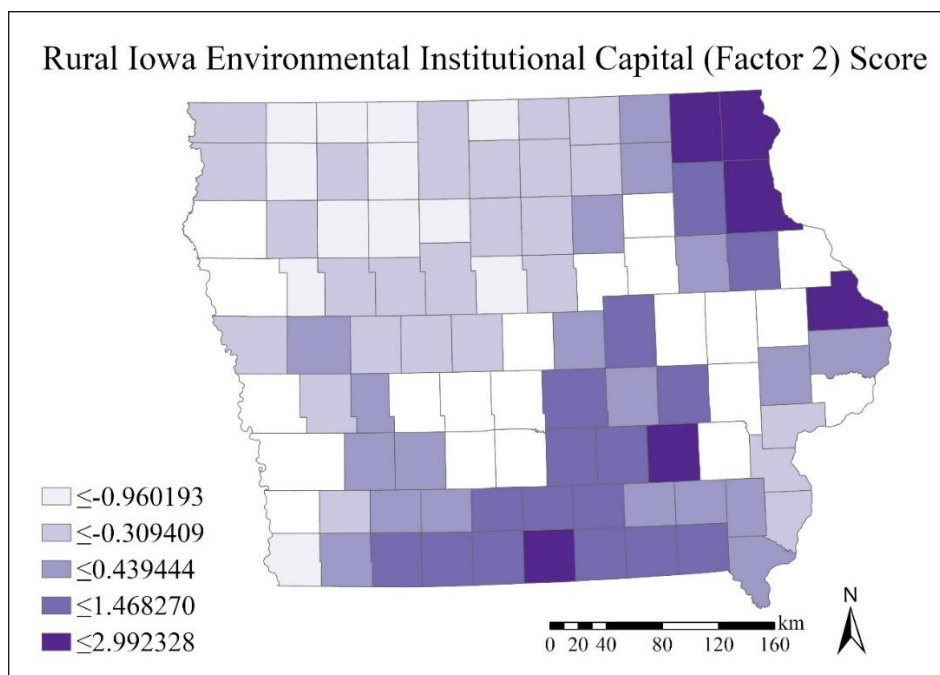 Rural Iowa Environmental Institutional Capital (Factor 2) Score
≤-0.960193
≤-0.309409
≤0.439444
≤1.468270
≤2.992328
N
km
0 20 40 80 120 160